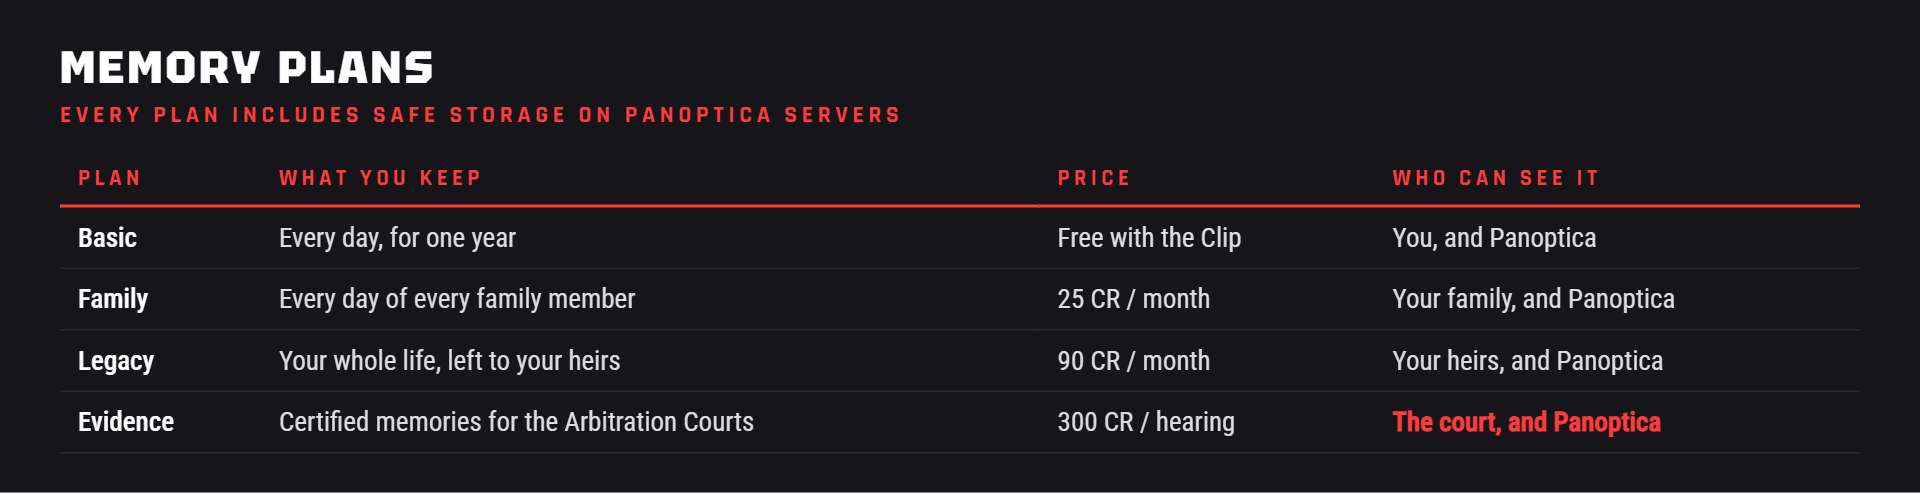 MEMORY PLANS
EVERY PLAN INCLUDES SAFE STORAGE ON PANOPTICA SERVERS
PLAN WHAT YOU KEEP PRICE WHO CAN SEE IT
Basic Every day, for one year Free with the Clip You, and Panoptica
Family Every day of every family member 25 CR / month Your family, and Panoptica
Legacy Your whole life, left to your heirs 90 CR / month Your heirs, and Panoptica
Evidence Certified memories for the Arbitration Courts 300 CR / hearing The court, and Panoptica